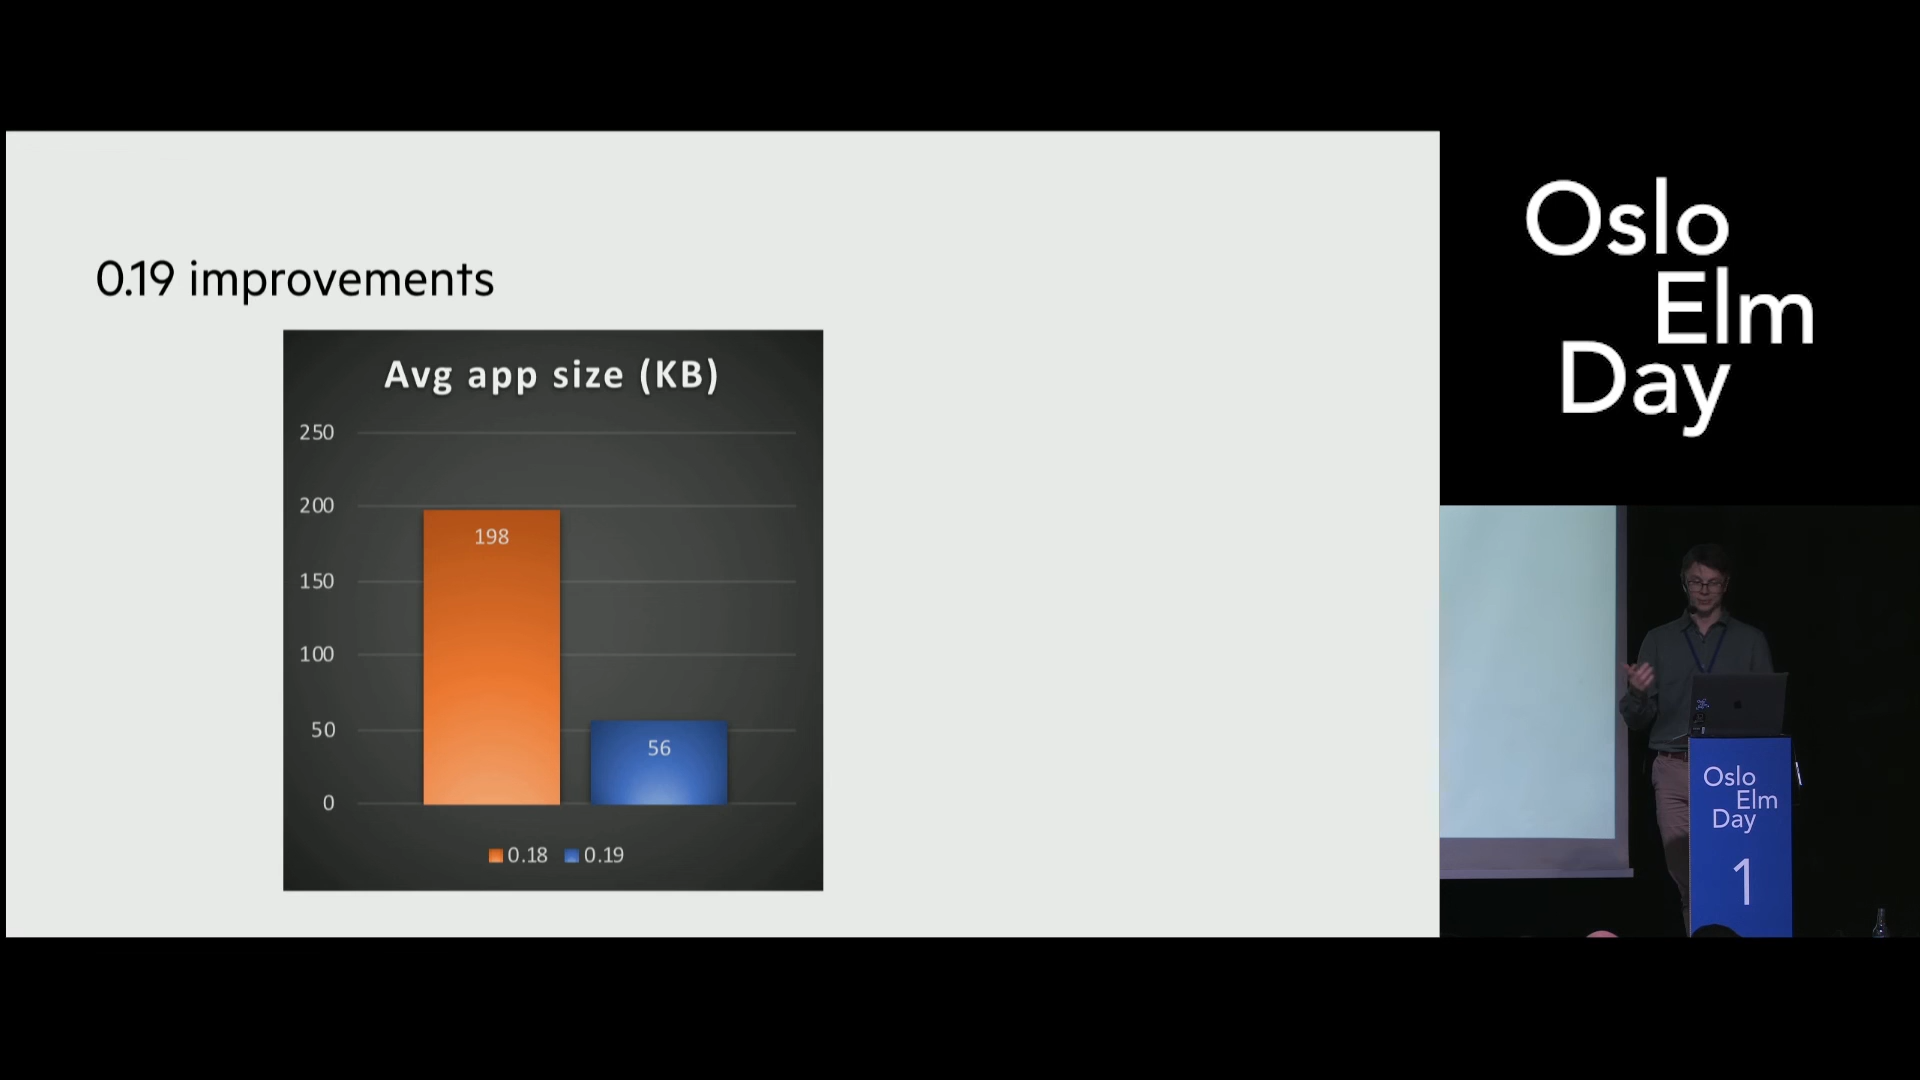 0.19 improvements
Avg app size (KB)
250
200
150
100
50
0
198
56
0.18
0.19
Oslo
Elm
Day
Oslo
Elm
Day
1